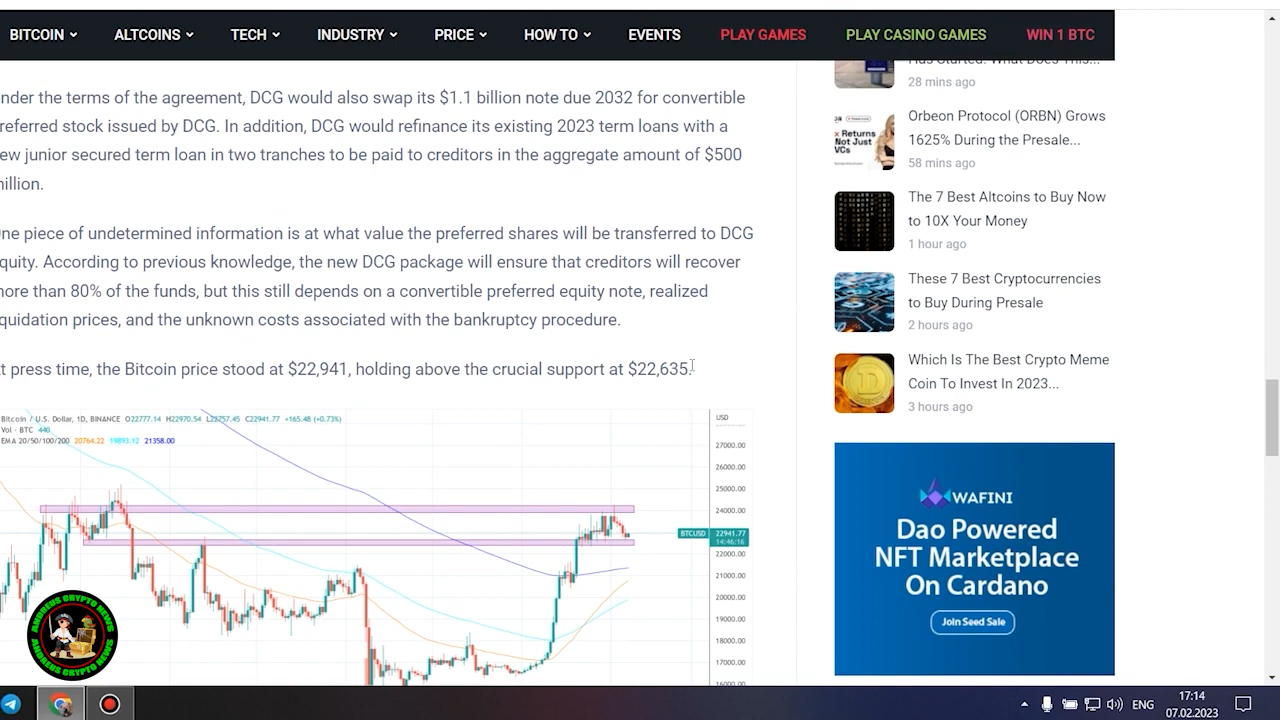 BITCOIN
ALTCOINS
TECH
INDUSTRY
PRICE
HOW TO
EVENTS
PLAY GAMES
PLAY CASINO GAMES
WIN 1 BTC
nder the terms of the agreement, DCG would also swap its $1.1 billion note due 2032 for convertible
referred stock issued by DCG. In addition, DCG would refinance its existing 2023 term loans with a
ew junior secured term loan in two tranches to be paid to creditors in the aggregate amount of $500
illion.
ne piece of undetermined information is at what value the preferred shares will be transferred to DCG
quity. According to previous knowledge, the new DCG package will ensure that creditors will recover
ore than 80% of the funds, but this still depends on a convertible preferred equity note, realized
quidation prices, and the unknown costs associated with the bankruptcy procedure.
t press time, the Bitcoin price stood at $22,941, holding above the crucial support at $22,635.
Bitcoin / U.S. Dollar, 1D, BINANCE O22777.14 H22970.54 L22757.45 C22941.77 +165.48 (+0.73%)
Vol · BTC 440
EMA 20/50/100/200 20764.22 19893.12 21358.00
USD
27000.00
26000.00
25000.00
24000.00
BTCUSD 22941.77
14:46:16
22000.00
21000.00
20000.00
19000.00
18000.00
17000.00
16000.00
Has Started. What Does This...
28 mins ago
Orbeon Protocol (ORBN) Grows
1625% During the Presale...
58 mins ago
Returns
Not Just
VCs
The 7 Best Altcoins to Buy Now
to 10X Your Money
1 hour ago
These 7 Best Cryptocurrencies
to Buy During Presale
2 hours ago
Which Is The Best Crypto Meme
Coin To Invest In 2023...
3 hours ago
WAFINI
Dao Powered
NFT Marketplace
On Cardano
Join Seed Sale
ANDREUS CRYPTO NEWS
ANDREUS CRYPTO NEWS
ENG
17:14
07.02.2023